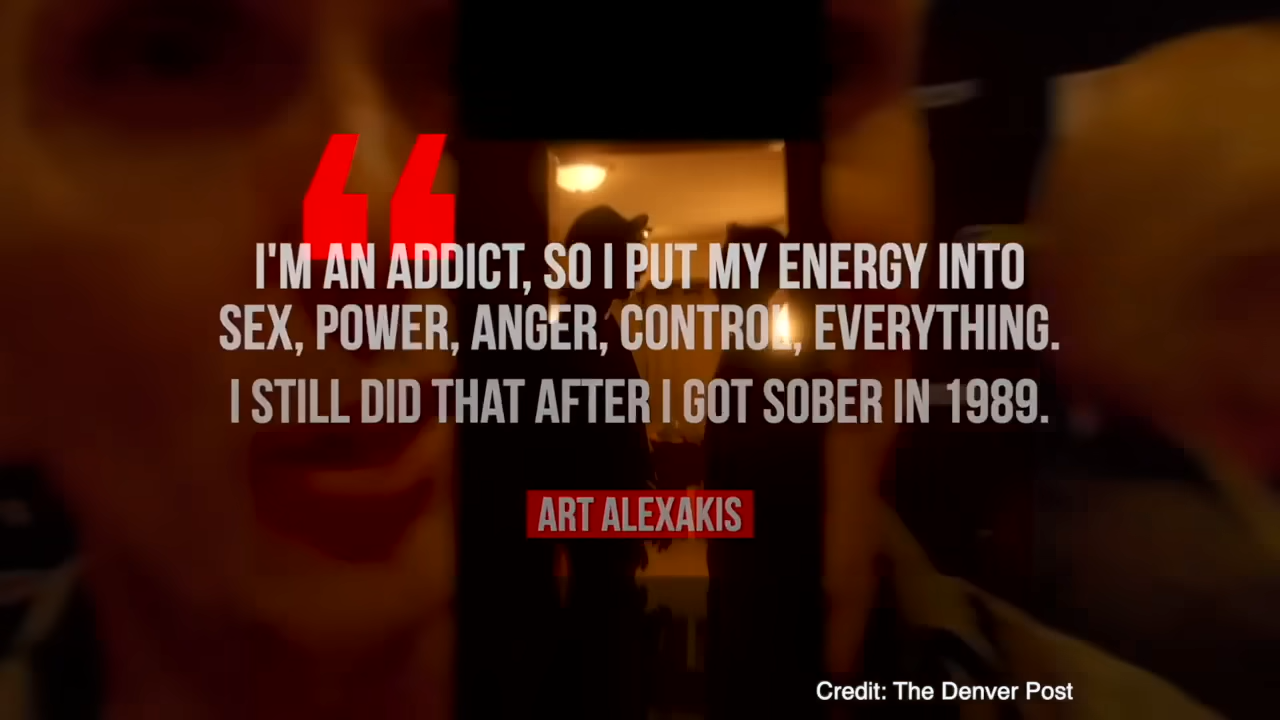 “
I'M AN ADDICT, SO I PUT MY ENERGY INTO
SEX, POWER, ANGER, CONTROL, EVERYTHING.
I STILL DID THAT AFTER I GOT SOBER IN 1989.
ART ALEXAKIS
Credit: The Denver Post